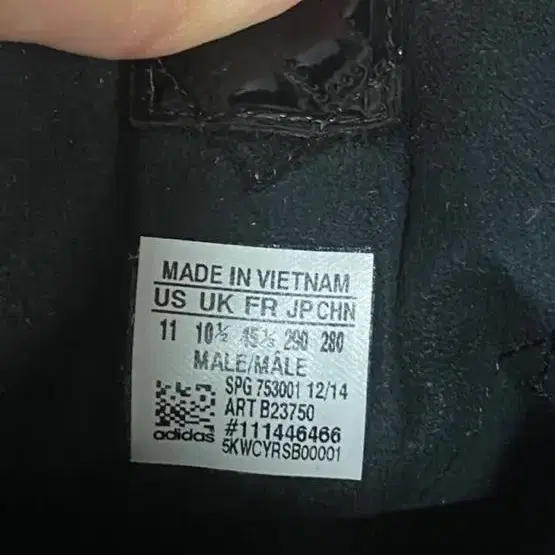 MADE IN VIETNAM
US UK FR JP CHN
11 10½ 45⅓ 290 280
MALE/MÂLE
SPG 753001 12/14
ART B23750
#111446466
adidas
5KWCYRSB00001